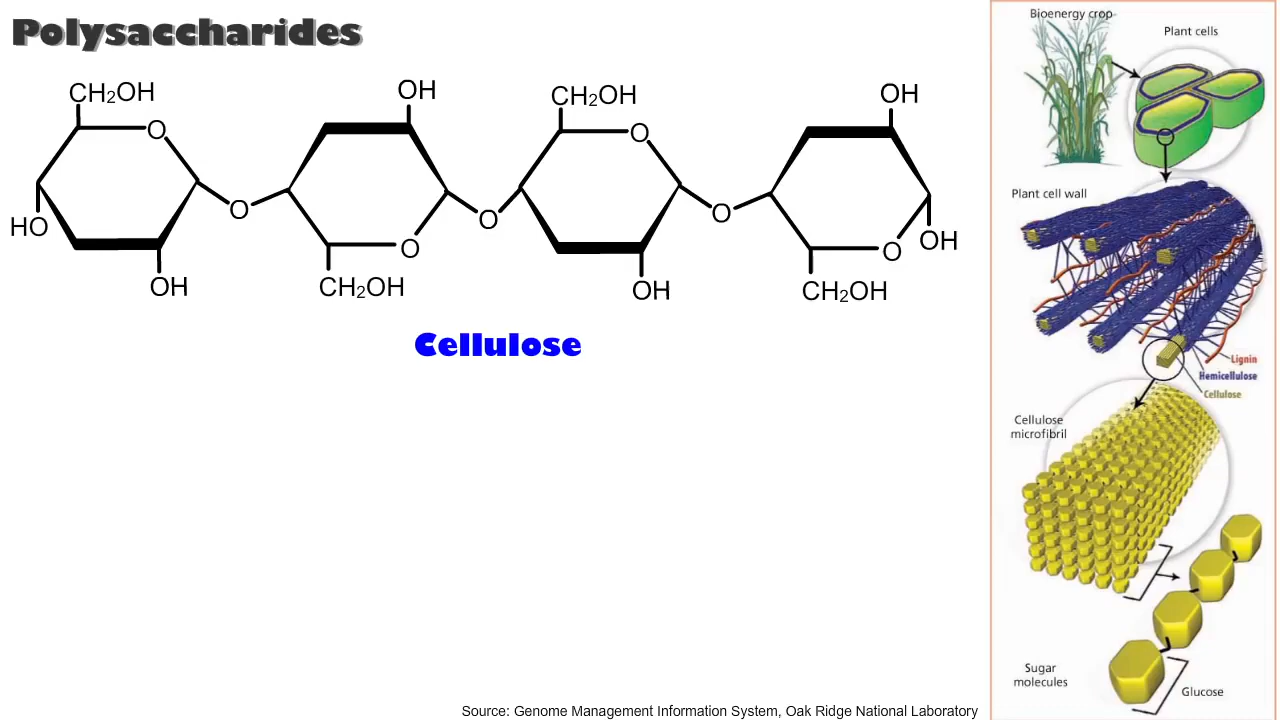 Polysaccharides
CH₂OH
O
HO
OH
O
OH
O
CH₂OH
O
CH₂OH
O
OH
O
OH
OH
O
CH₂OH
Cellulose
Bioenergy crop
Plant cells
Plant cell wall
Lignin
Hemicellulose
Cellulose
Cellulose
microfibril
Sugar
molecules
Glucose
Source: Genome Management Information System, Oak Ridge National Laboratory